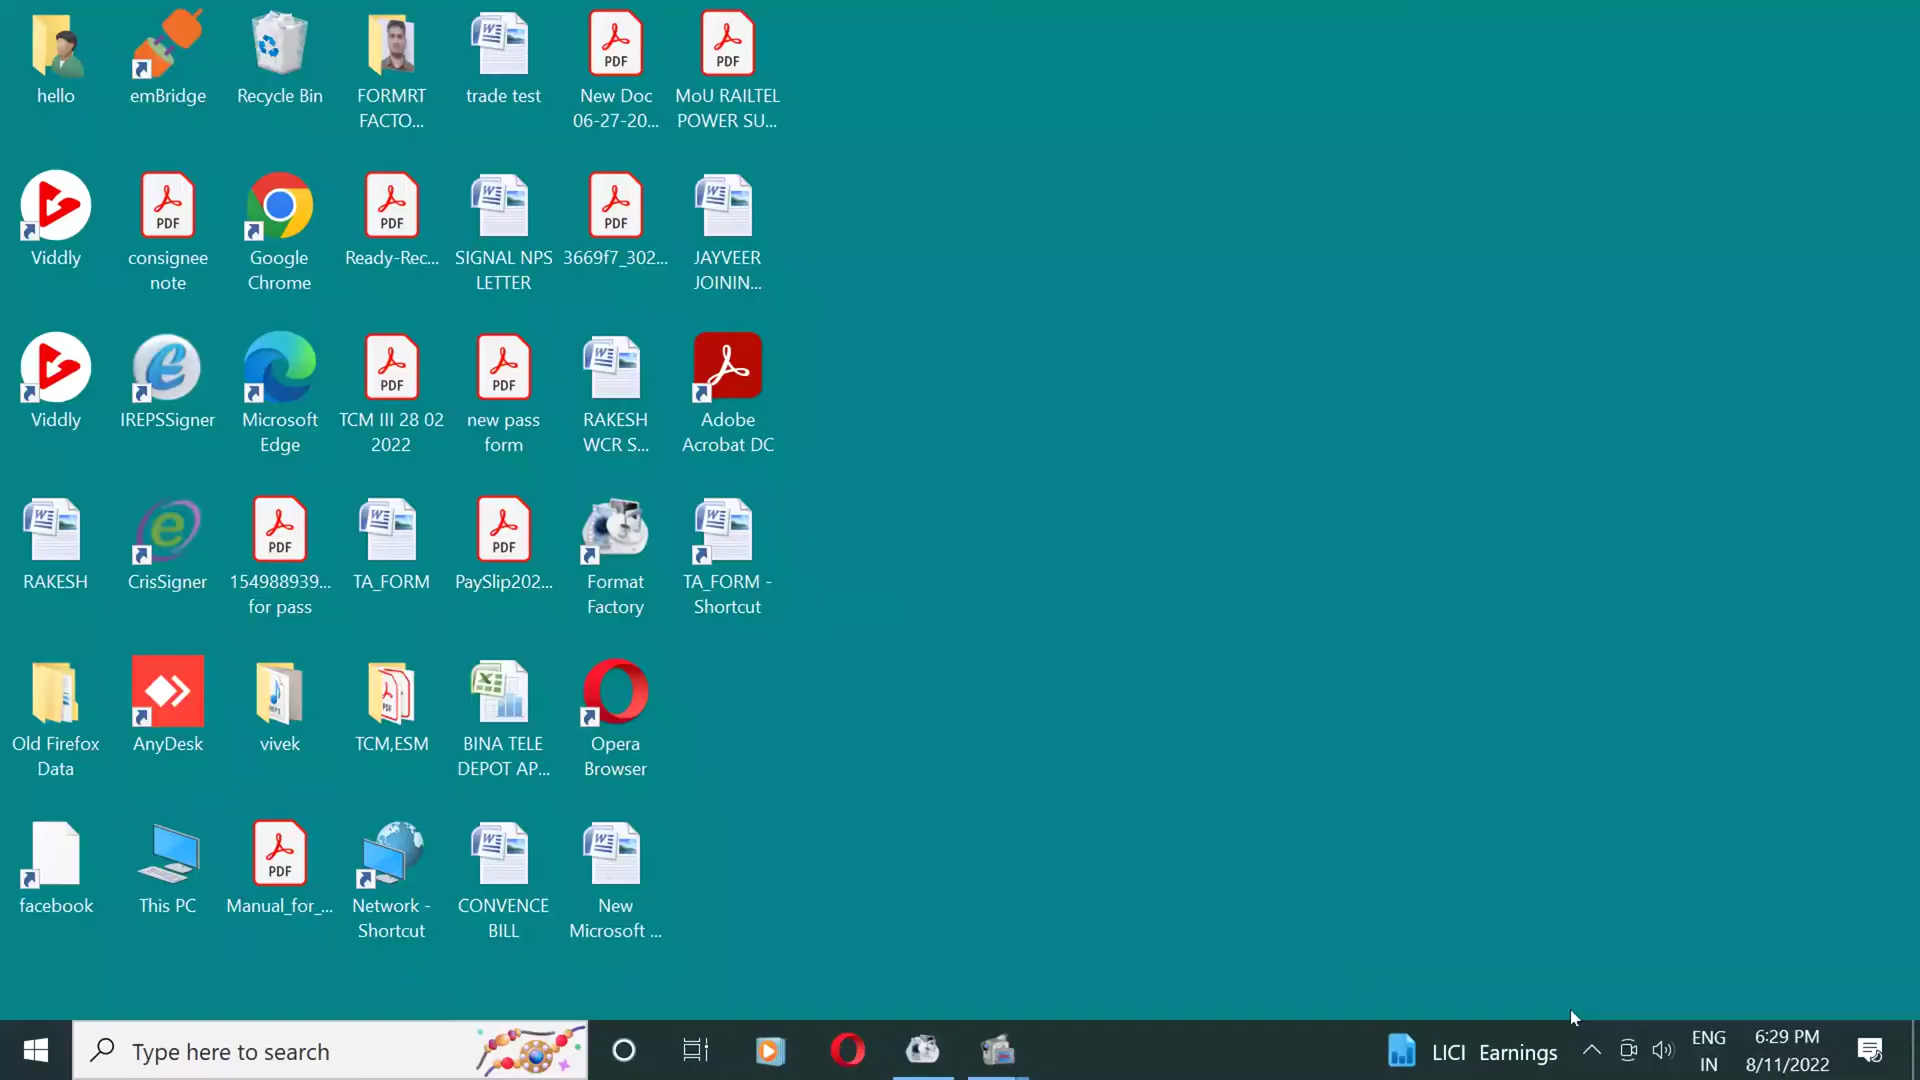 hello
emBridge
Recycle Bin
FORMRT
FACTO...
trade test
New Doc
06-27-20...
MoU RAILTEL
POWER SU...
Viddly
consignee
note
Google
Chrome
Ready-Rec...
SIGNAL NPS
LETTER
3669f7_302...
JAYVEER
JOININ...
Viddly
IREPSSigner
Microsoft
Edge
TCM III 28 02
2022
new pass
form
RAKESH
WCR S...
Adobe
Acrobat DC
RAKESH
CrisSigner
154988939...
for pass
TA_FORM
PaySlip202...
Format
Factory
TA_FORM -
Shortcut
Old Firefox
Data
AnyDesk
vivek
TCM,ESM
BINA TELE
DEPOT AP...
Opera
Browser
facebook
This PC
Manual_for_...
Network -
Shortcut
CONVENCE
BILL
New
Microsoft ...
PDF
PDF
PDF
PDF
PDF
PDF
PDF
PDF
PDF
PDF
Type here to search
LICI Earnings
ENG
IN
6:29 PM
8/11/2022